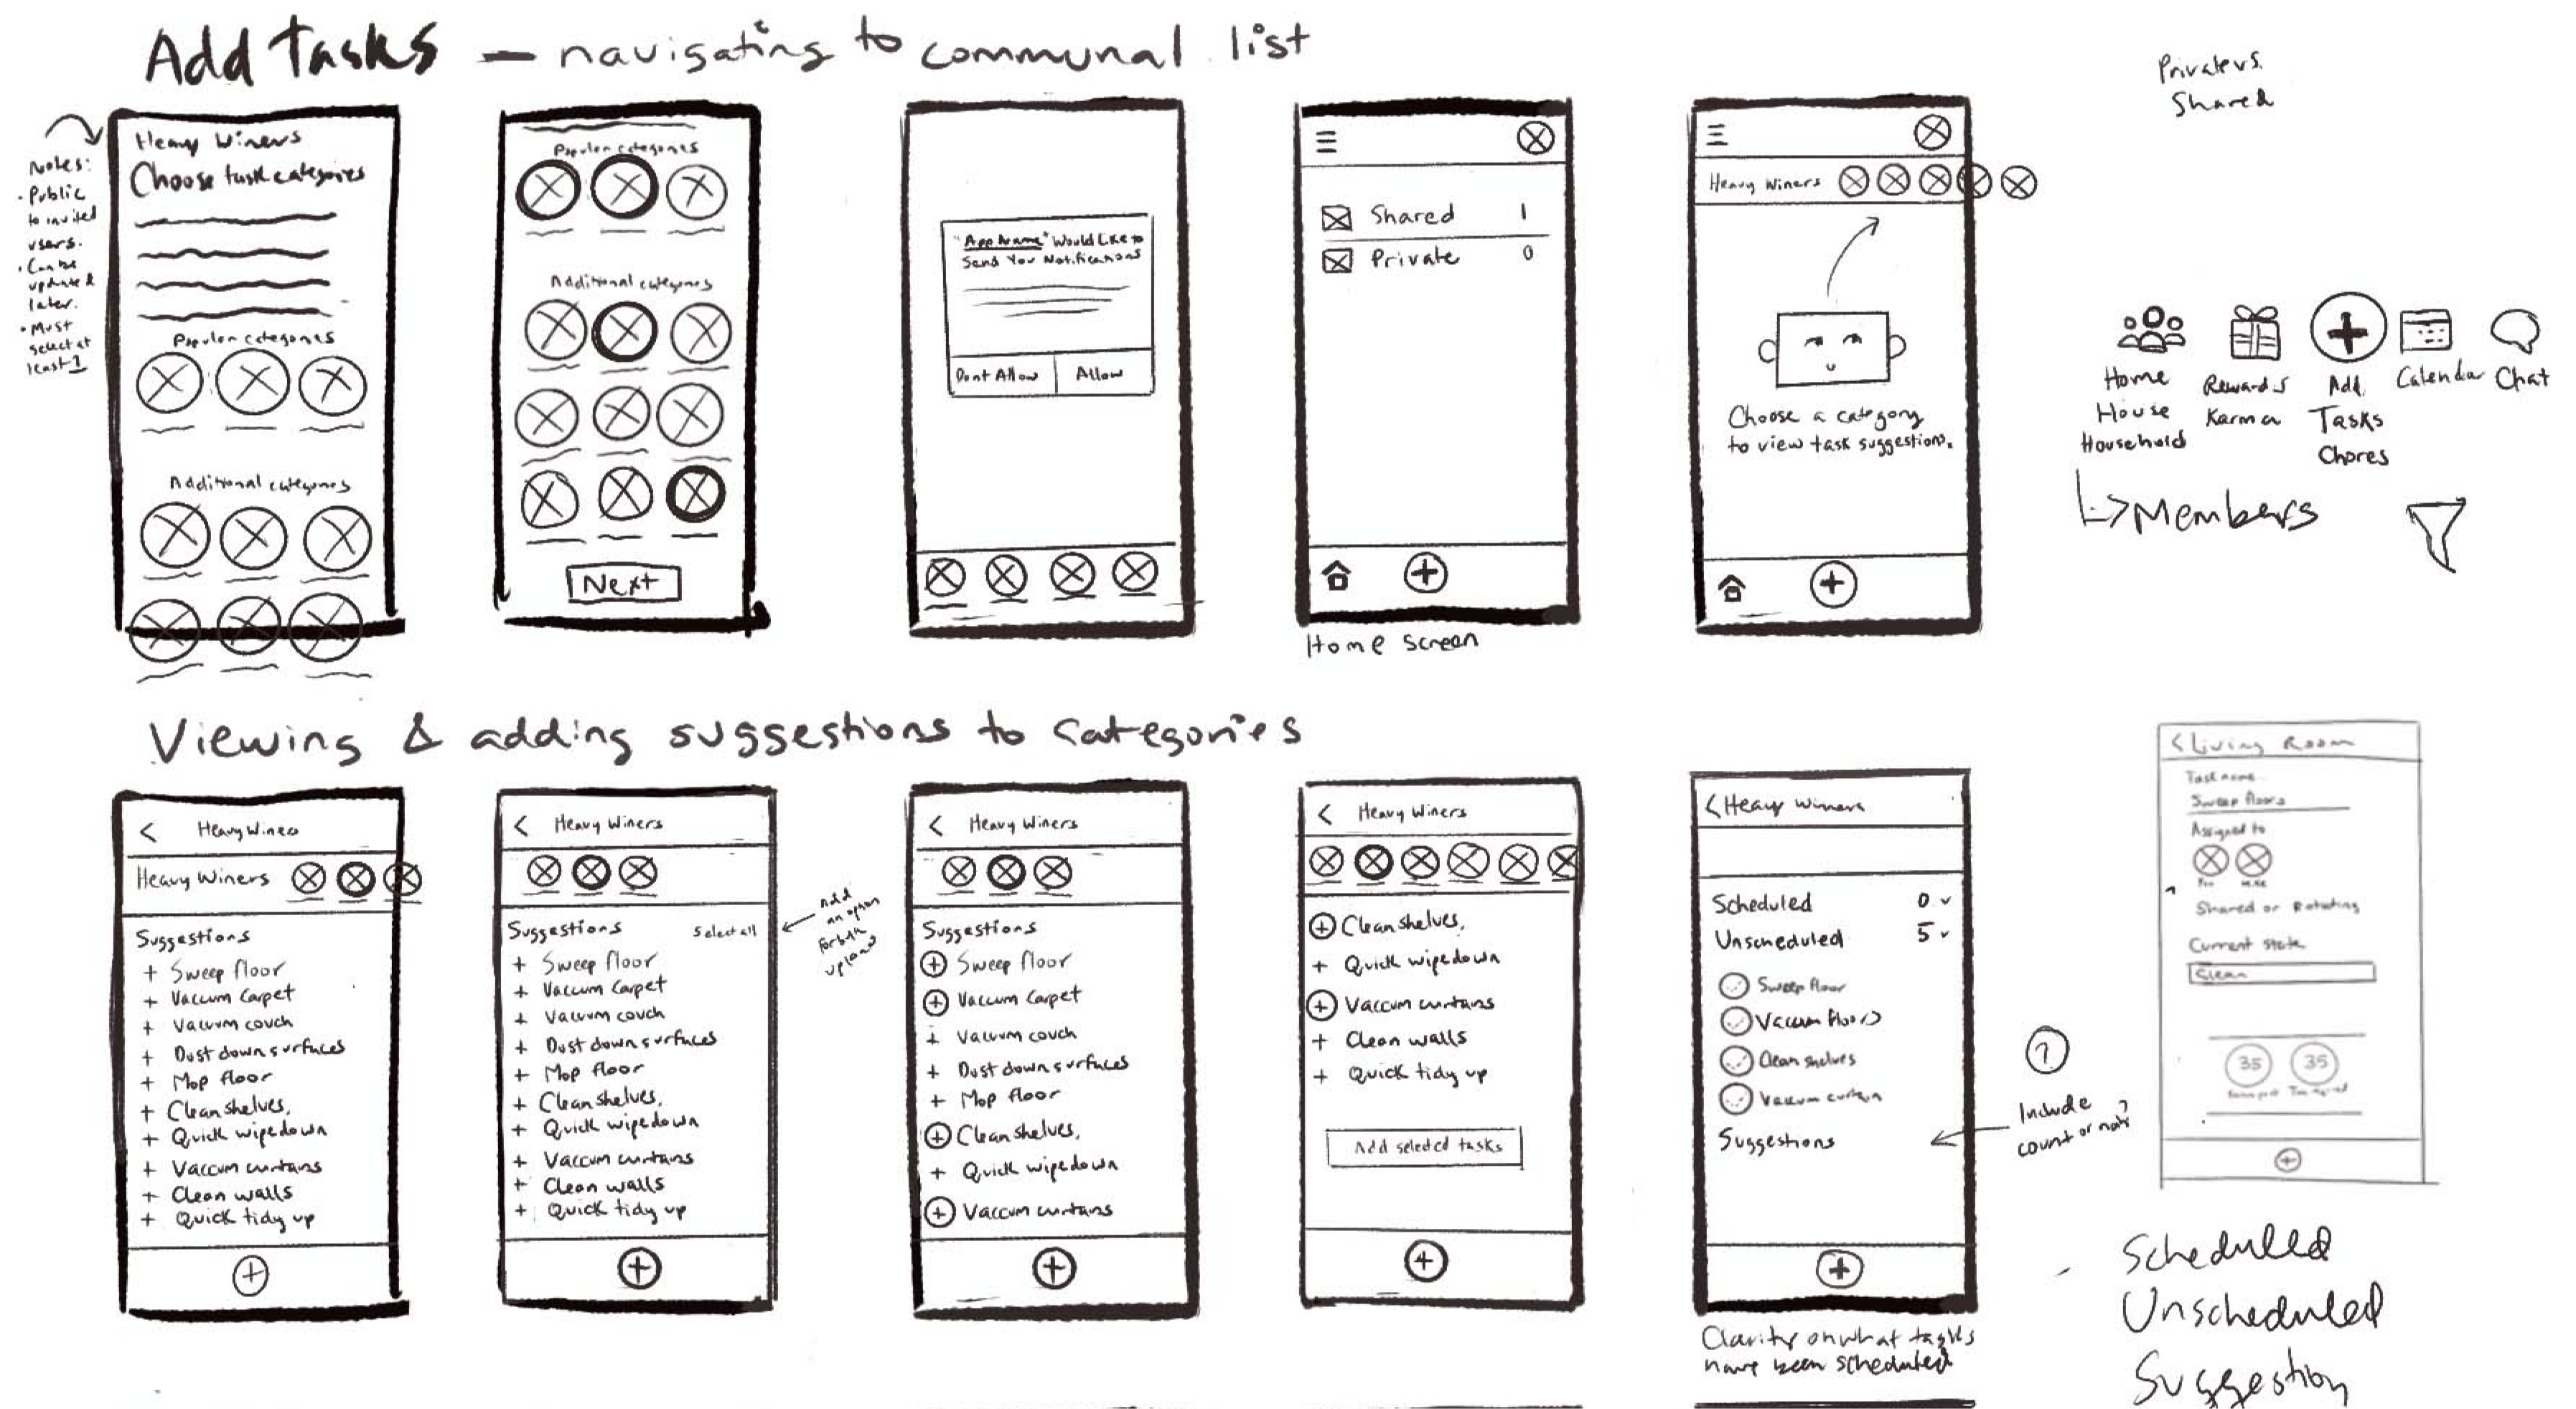 Add Tasks — navigating to communal list
Notes:
• Public
to invited
users.
• Can be
updated
later.
• Must
select at
least 1
Heavy Winers
Choose task categories
Popular categories
Additional categories
Popular categories
Additional categories
Next
"App Name" Would Like to
Send You Notifications
Dont Allow
Allow
Shared 1
Private 0
Home screen
Heavy Winers
Choose a category
to view task suggestions.
Private vs.
Shared
Home
House
Household
Rewards
Karma
Add
Tasks
Chores
Calendar
Chat
Members
Viewing & adding suggestions to categories
< Heavy Winers
Heavy Winers
Suggestions
+ Sweep floor
+ Vaccum Carpet
+ Vacuum couch
+ Dust down surfaces
+ Mop floor
+ Clean shelves,
+ Quick wipedown
+ Vaccum curtains
+ Clean walls
+ Quick tidy up
< Heavy Winers
Suggestions Select all
+ Sweep floor
+ Vaccum Carpet
+ Vacuum couch
+ Dust down surfaces
+ Mop floor
+ Clean shelves,
+ Quick wipedown
+ Vaccum curtains
+ Clean walls
+ Quick tidy up
add
an option
for bulk
upload
< Heavy Winers
Suggestions
+ Sweep floor
+ Vaccum Carpet
+ Vacuum couch
+ Dust down surfaces
+ Mop floor
+ Clean shelves,
+ Quick wipedown
+ Vaccum curtains
< Heavy Winers
+ Clean shelves,
+ Quick wipedown
+ Vaccum curtains
+ Clean walls
+ Quick tidy up
Add selected tasks
< Heavy Winers
Scheduled 0
Unscheduled 5
Sweep floor
Vacuum floors
Clean shelves
Vacuum curtain
Suggestions
Clarity on what tasks
have been scheduled
?
Include
count or not?
< Living Room
Task name
Sweep floors
Assigned to
You
Shared or Rotating
Current state
Clean
35 35
Scheduled
Unscheduled
Suggestion